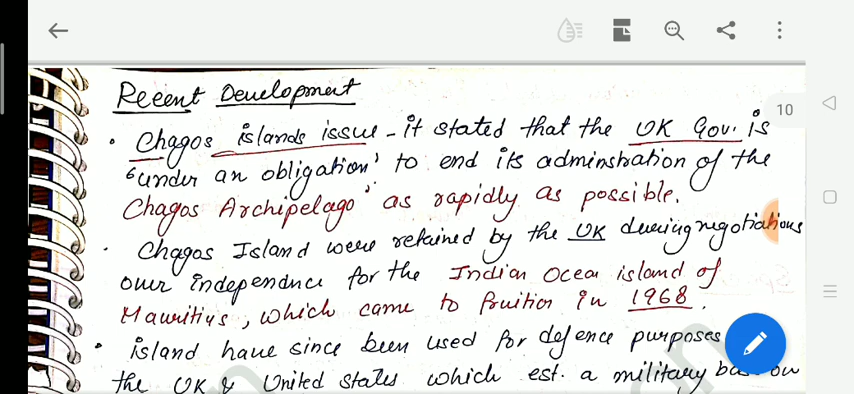 Recent Development
10
• Chagos islands issue - it stated that the UK Gov. is
'under an obligation' to end its adminstration of the
Chagos Archipelago 'as rapidly as possible.
• Chagos Island were retained by the UK during negotiations
over independnce for the Indian Ocean island of
Mauritius, which came to fruition in 1968.
• island have since been used for defence purposes
the UK & United States which est. a military on